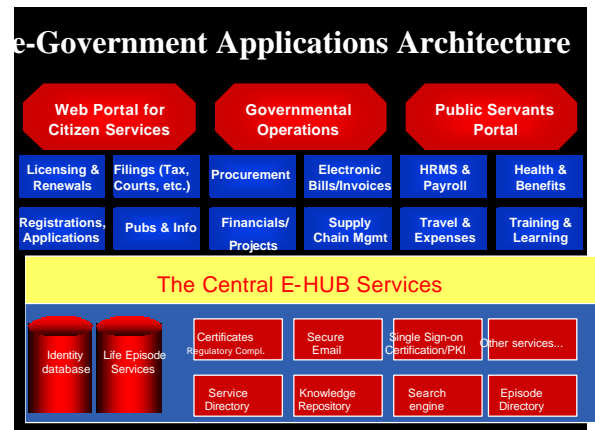 e-Government Applications Architecture
Web Portal for
Citizen Services
Governmental
Operations
Public Servants
Portal
Licensing &
Renewals
Filings (Tax,
Courts, etc.)
Procurement
Electronic
Bills/Invoices
HRMS &
Payroll
Health &
Benefits
Registrations,
Applications
Pubs & Info
Financials/
Projects
Supply
Chain Mgmt
Travel &
Expenses
Training &
Learning
The Central E-HUB Services
Identity
database
Life Episode
Services
Certificates
Regulatory Compl.
Secure
Email
Single Sign-on
Certification/PKI
Other services...
Service
Directory
Knowledge
Repository
Search
engine
Episode
Directory